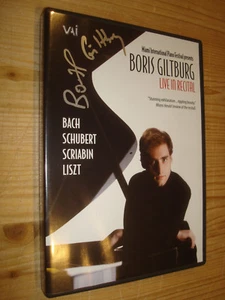 VAI
Miami International Piano Festival presents
BORIS GILTBURG
LIVE IN RECITAL
BACH
SCHUBERT
SCRIABIN
LISZT